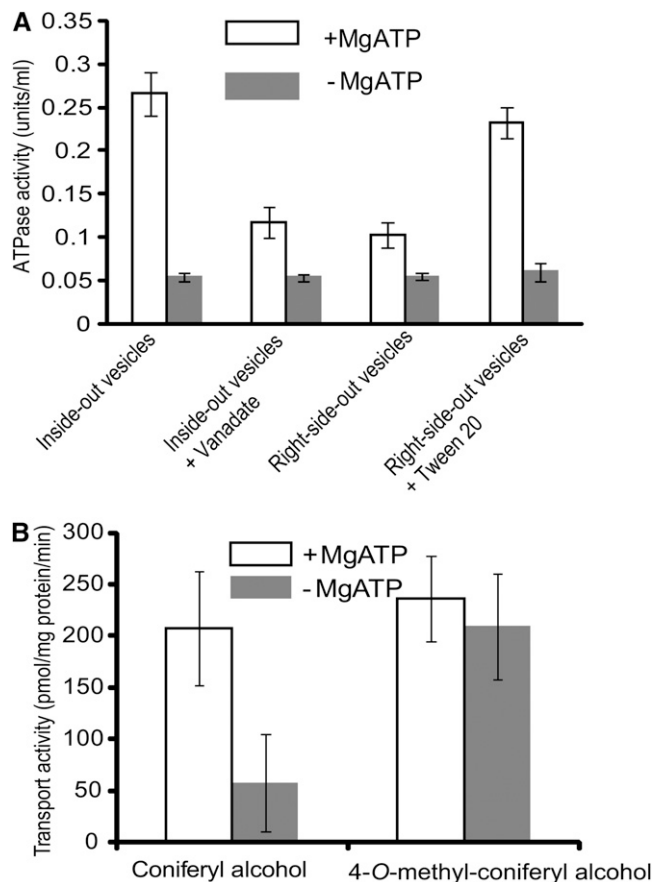 A
0.35
0.3
0.25
0.2
0.15
0.1
0.05
0
ATPase activity (units/ml)
+MgATP
-MgATP
Inside-out vesicles
Inside-out vesicles
+ Vanadate
Right-side-out vesicles
Right-side-out vesicles
+ Tween 20
B
300
250
200
150
100
50
0
Transport activity (pmol/mg protein/min)
+MgATP
-MgATP
Coniferyl alcohol
4-O-methyl-coniferyl alcohol